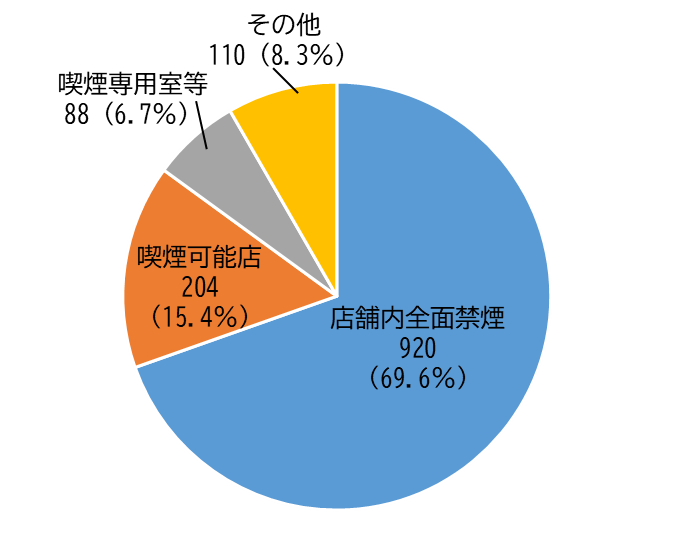 その他
110（8.3%）
喫煙専用室等
88（6.7%）
喫煙可能店
204
（15.4%）
店舗内全面禁煙
920
（69.6%）